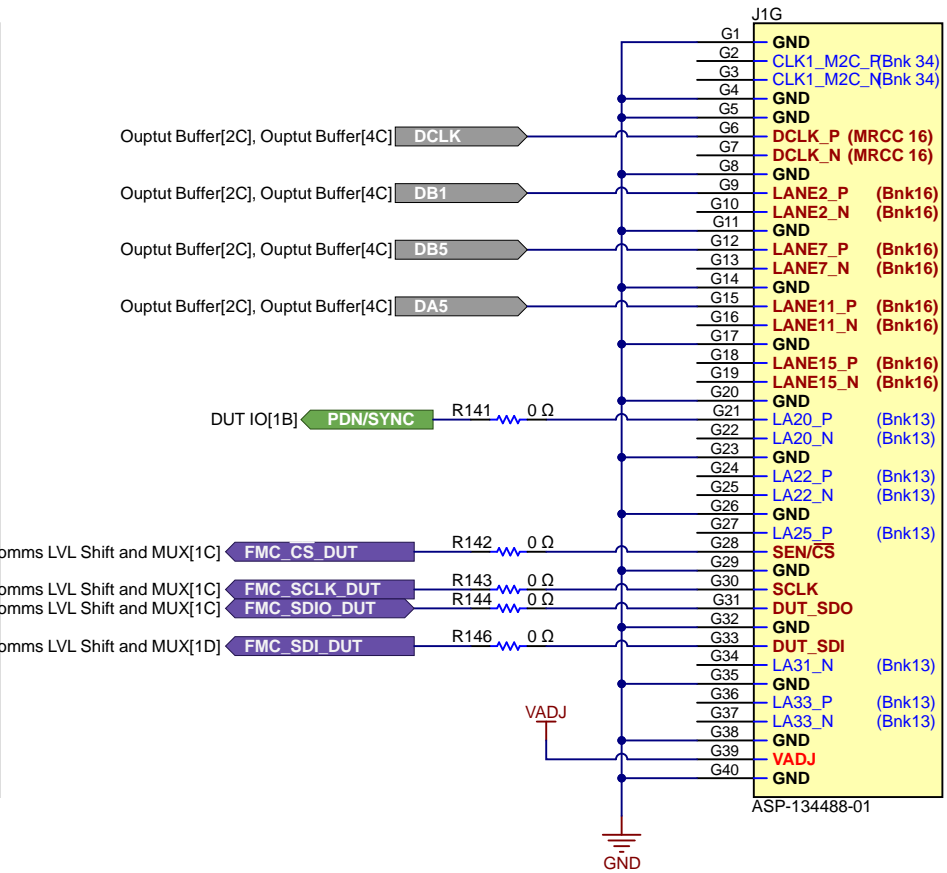 J1G
G1 GND
G2 CLK1_M2C_P (Bnk 34)
G3 CLK1_M2C_N (Bnk 34)
G4 GND
G5 GND
Ouptut Buffer[2C], Ouptut Buffer[4C] DCLK G6 DCLK_P (MRCC 16)
G7 DCLK_N (MRCC 16)
G8 GND
Ouptut Buffer[2C], Ouptut Buffer[4C] DB1 G9 LANE2_P (Bnk16)
G10 LANE2_N (Bnk16)
G11 GND
Ouptut Buffer[2C], Ouptut Buffer[4C] DB5 G12 LANE7_P (Bnk16)
G13 LANE7_N (Bnk16)
G14 GND
Ouptut Buffer[2C], Ouptut Buffer[4C] DA5 G15 LANE11_P (Bnk16)
G16 LANE11_N (Bnk16)
G17 GND
G18 LANE15_P (Bnk16)
G19 LANE15_N (Bnk16)
G20 GND
DUT IO[1B] PDN/SYNC R141 0 Ω G21 LA20_P (Bnk13)
G22 LA20_N (Bnk13)
G23 GND
G24 LA22_P (Bnk13)
G25 LA22_N (Bnk13)
G26 GND
G27 LA25_P (Bnk13)
omms LVL Shift and MUX[1C] FMC_CS_DUT R142 0 Ω G28 SEN/C̅S̅
G29 GND
omms LVL Shift and MUX[1C] FMC_SCLK_DUT R143 0 Ω G30 SCLK
omms LVL Shift and MUX[1C] FMC_SDIO_DUT R144 0 Ω G31 DUT_SDO
G32 GND
omms LVL Shift and MUX[1D] FMC_SDI_DUT R146 0 Ω G33 DUT_SDI
G34 LA31_N (Bnk13)
G35 GND
G36 LA33_P (Bnk13)
VADJ G37 LA33_N (Bnk13)
G38 GND
G39 VADJ
G40 GND
ASP-134488-01
GND